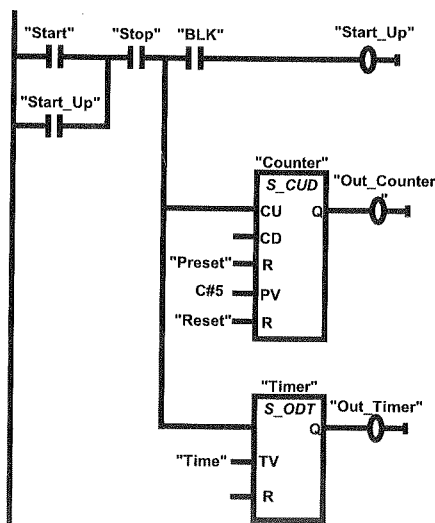 "Start"
"Stop"
"BLK"
"Start_Up"
"Start_Up"
"Counter"
S_CUD
"Out_Counter
"
CU
Q
CD
"Preset"
R
C#5
PV
"Reset"
R
"Timer"
S_ODT
"Out_Timer"
Q
"Time"
TV
R